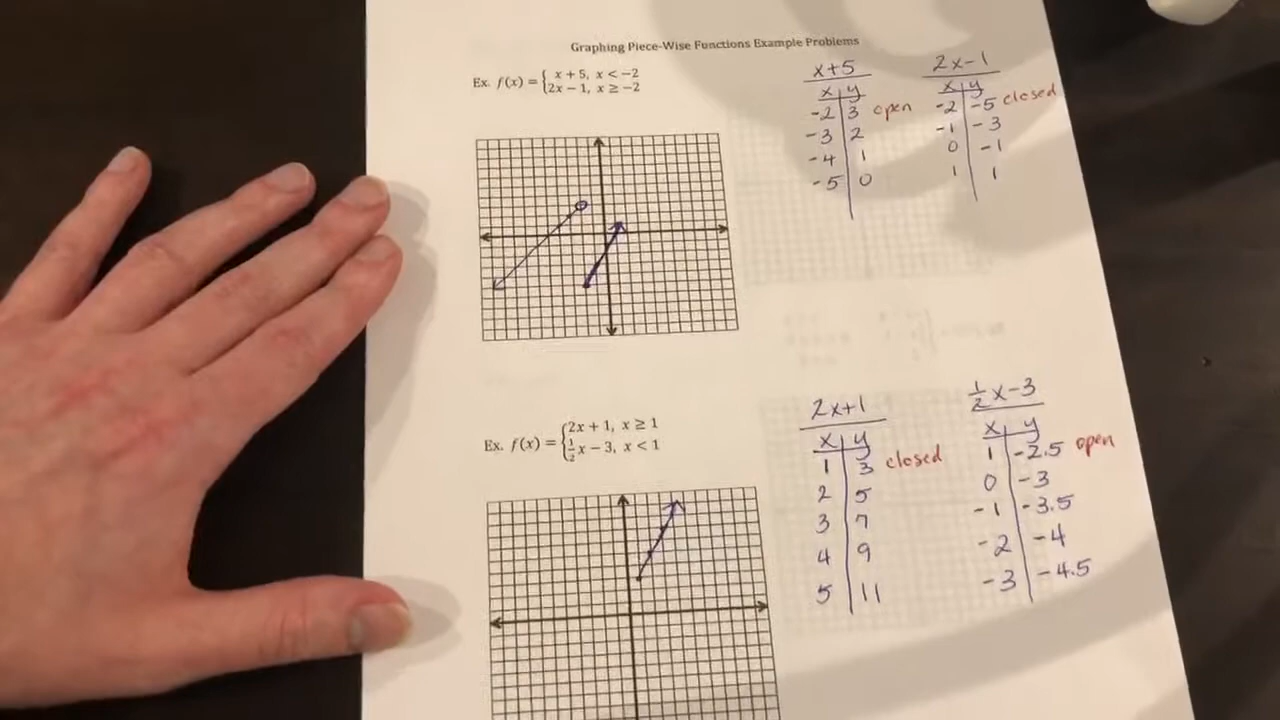 Graphing Piece-Wise Functions Example Problems
Ex. f(x) = { x + 5, x < −2
2x − 1, x ≥ −2
x+5
x y
-2 3 open
-3 2
-4 1
-5 0
2x-1
x y
-2 -5 closed
-1 -3
0 -1
1 1
Ex. f(x) = { 2x + 1, x ≥ 1
1/2 x − 3, x < 1
2x+1
x y
1 3 closed
2 5
3 7
4 9
5 11
1/2 x-3
x y
1 -2.5 open
0 -3
-1 -3.5
-2 -4
-3 -4.5